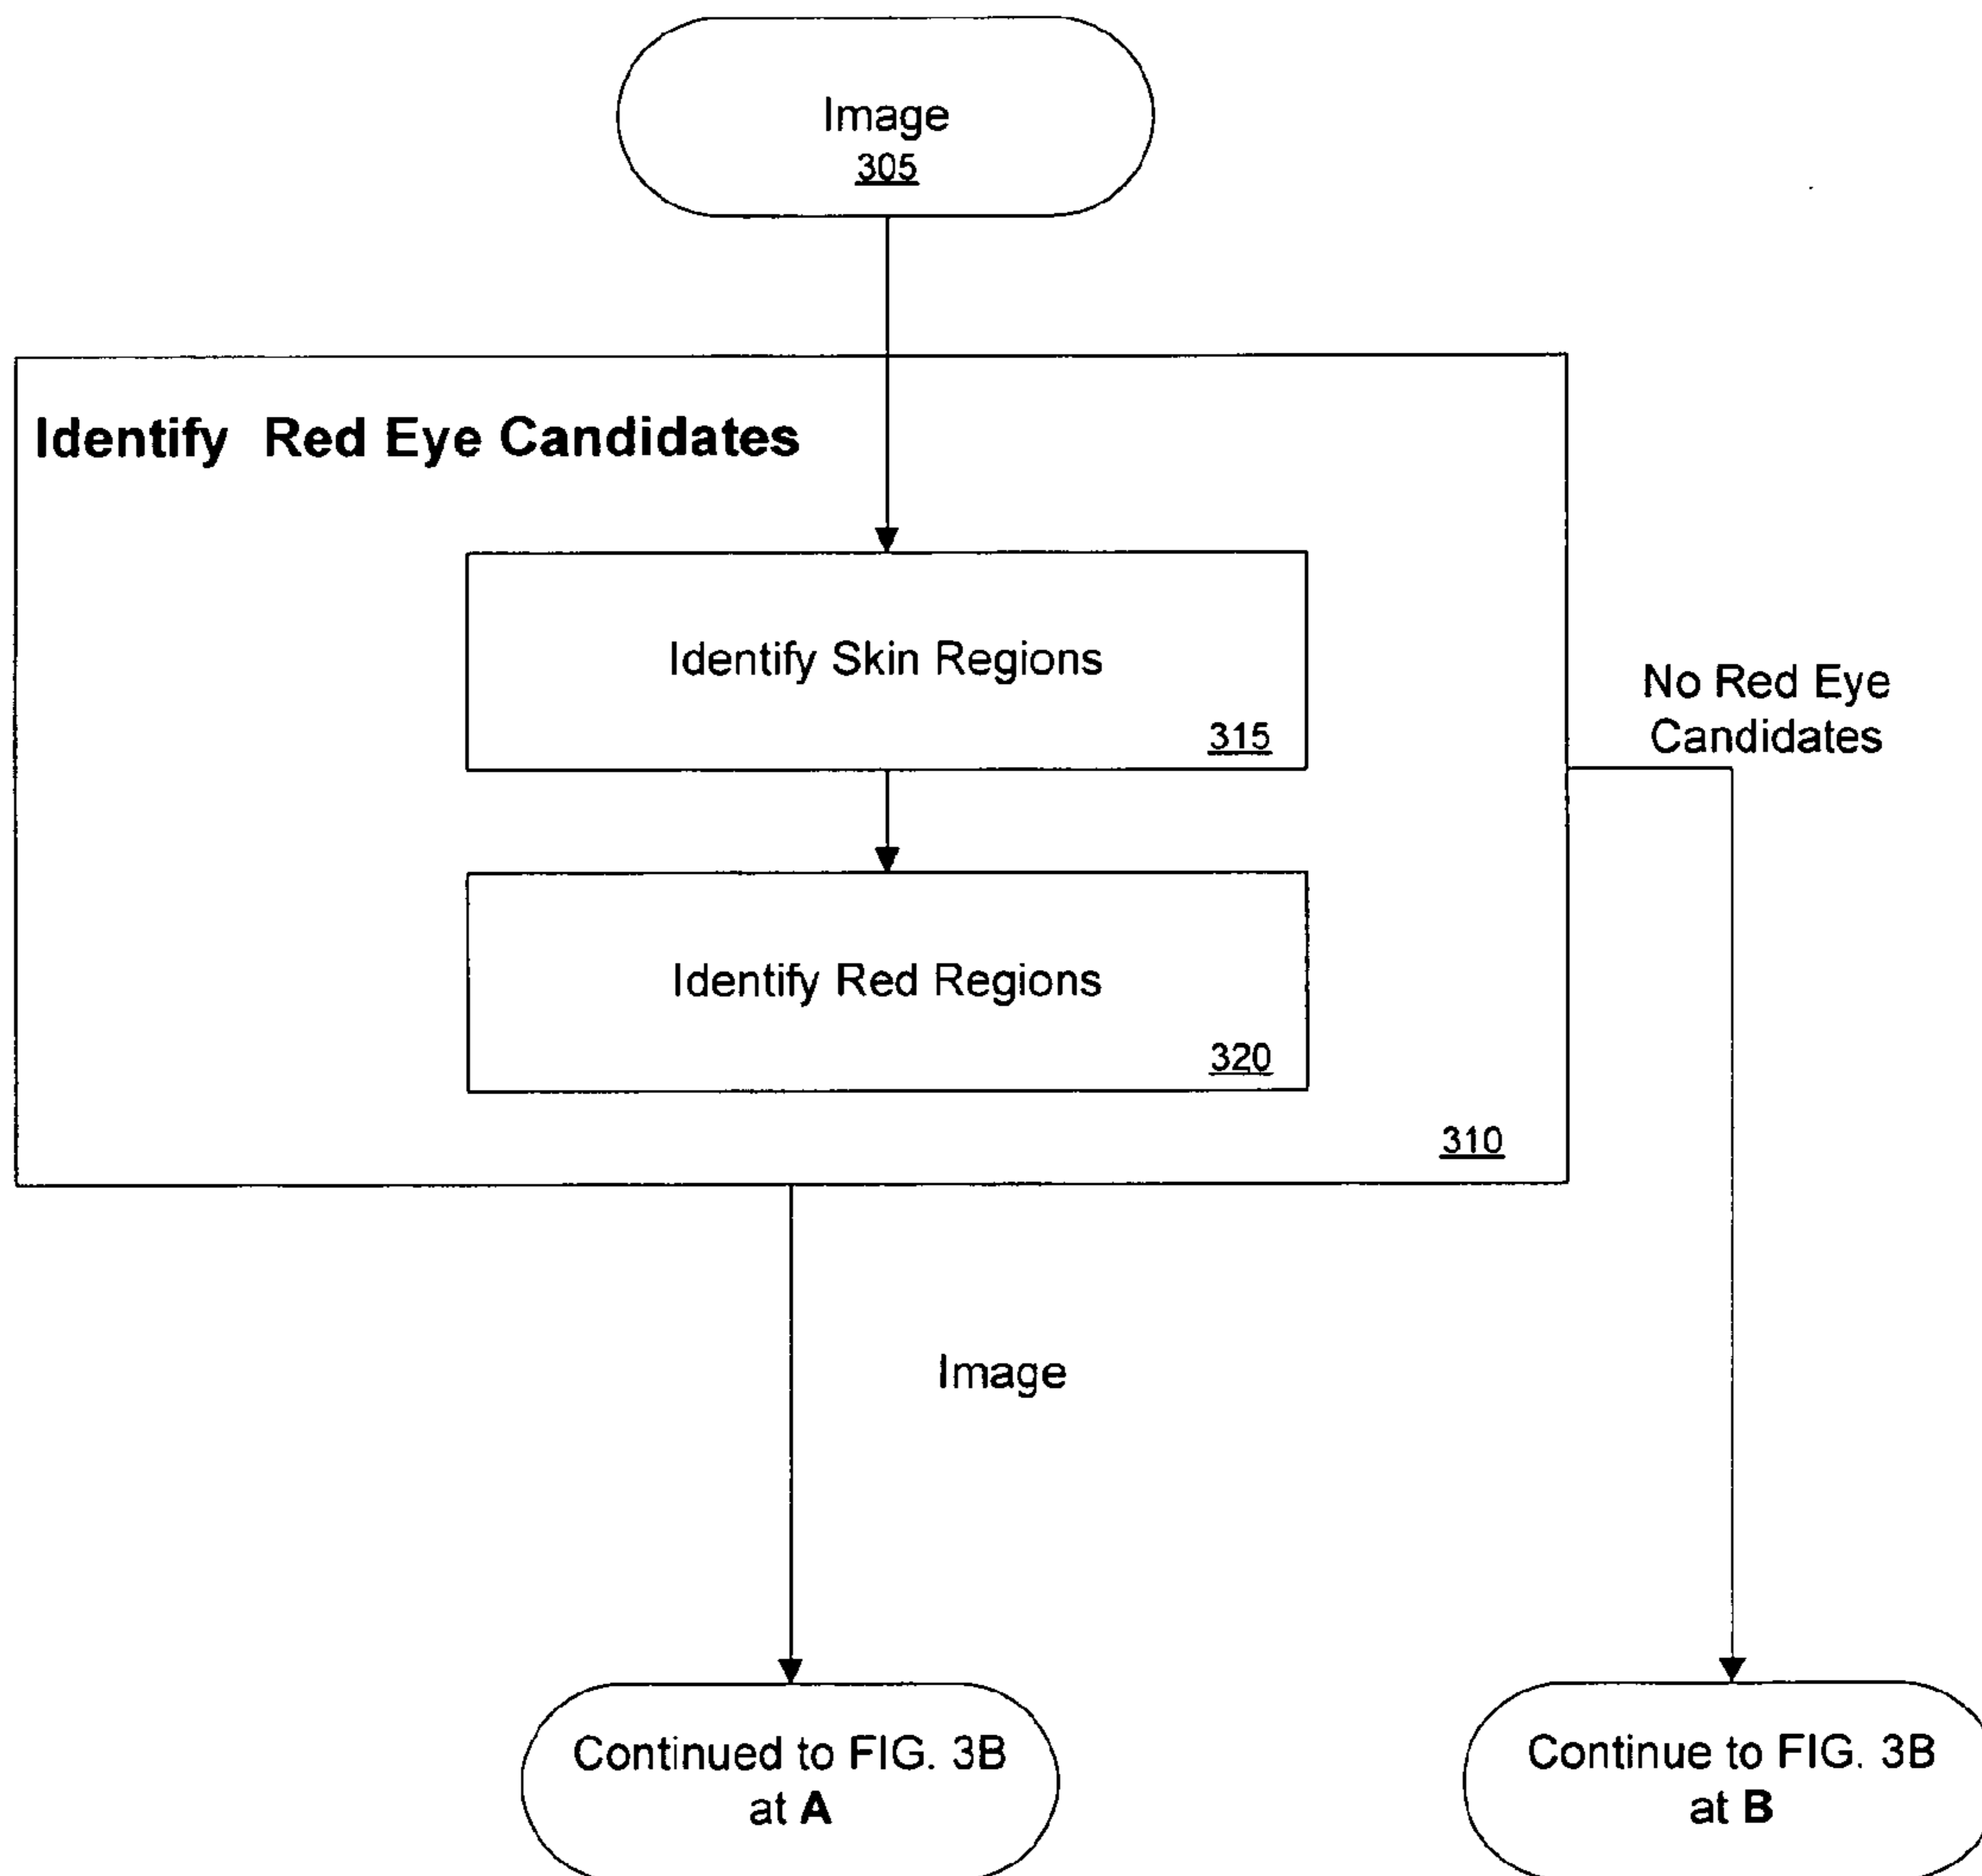 Image
305
Identify Red Eye Candidates
Identify Skin Regions
315
No Red Eye
Candidates
Identify Red Regions
320
310
Image
Continued to FIG. 3B
at A
Continue to FIG. 3B
at B